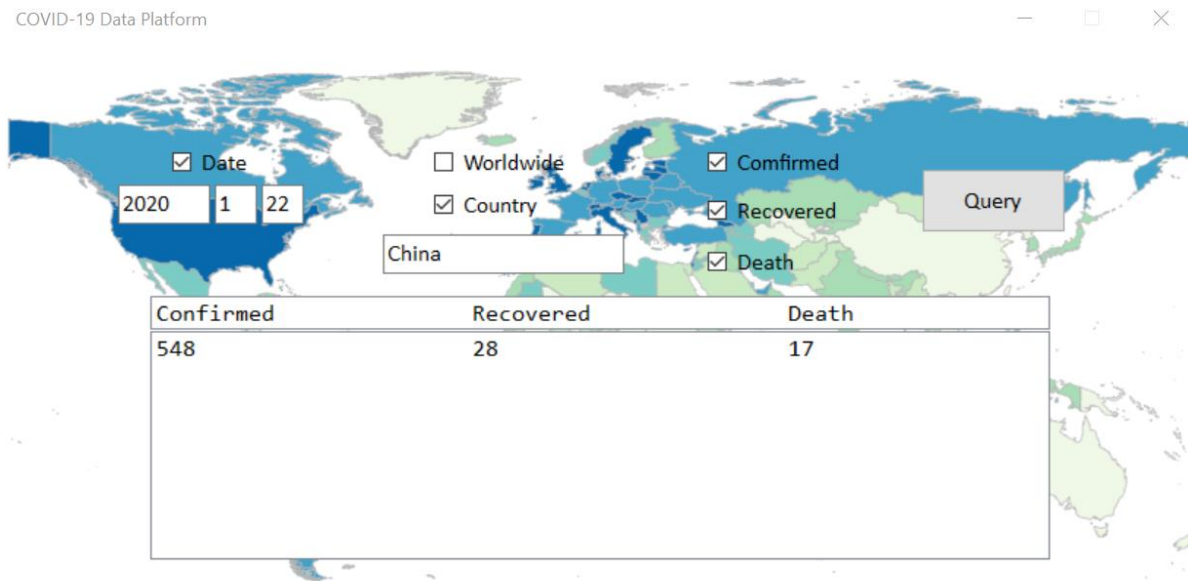 COVID-19 Data Platform
Date Worldwide Comfirmed
2020 1 22 Country Recovered Query
China Death
Confirmed Recovered Death
548 28 17